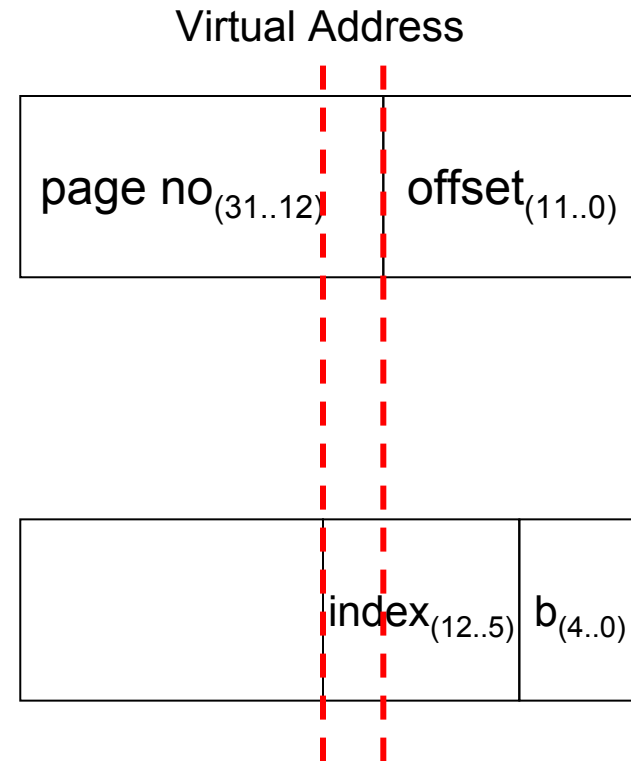 Virtual Address
page no(31..12) offset(11..0)
index(12..5) b(4..0)